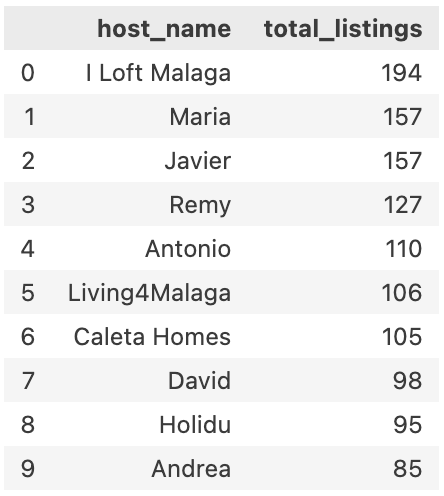 host_name total_listings
0 I Loft Malaga 194
1 Maria 157
2 Javier 157
3 Remy 127
4 Antonio 110
5 Living4Malaga 106
6 Caleta Homes 105
7 David 98
8 Holidu 95
9 Andrea 85